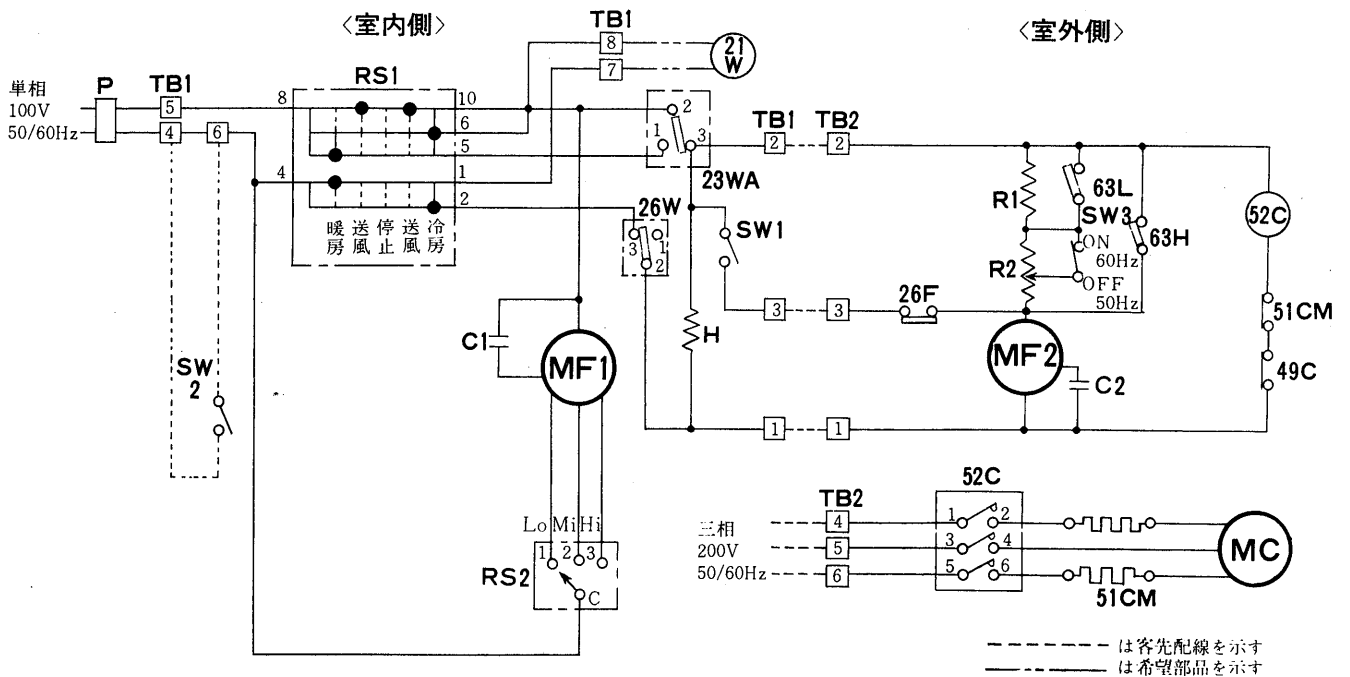 〈室内側〉
〈室外側〉
TB1
8
7
21
W
単相
100V
50/60Hz
P
TB1
5
4
6
RS1
8
4
10
6
5
1
2
暖房
送風
停止
送風
冷房
2
1
3
23WA
TB1
TB2
2
2
26W
3
1
2
SW1
H
3
3
26F
1
1
R1
R2
63L
SW3
ON
60Hz
OFF
50Hz
63H
52C
51CM
49C
MF2
C2
SW
2
C1
MF1
Lo Mi Hi
1
2
3
C
RS2
三相
200V
50/60Hz
TB2
4
5
6
52C
1
2
3
4
5
6
51CM
MC
は客先配線を示す
は希望部品を示す